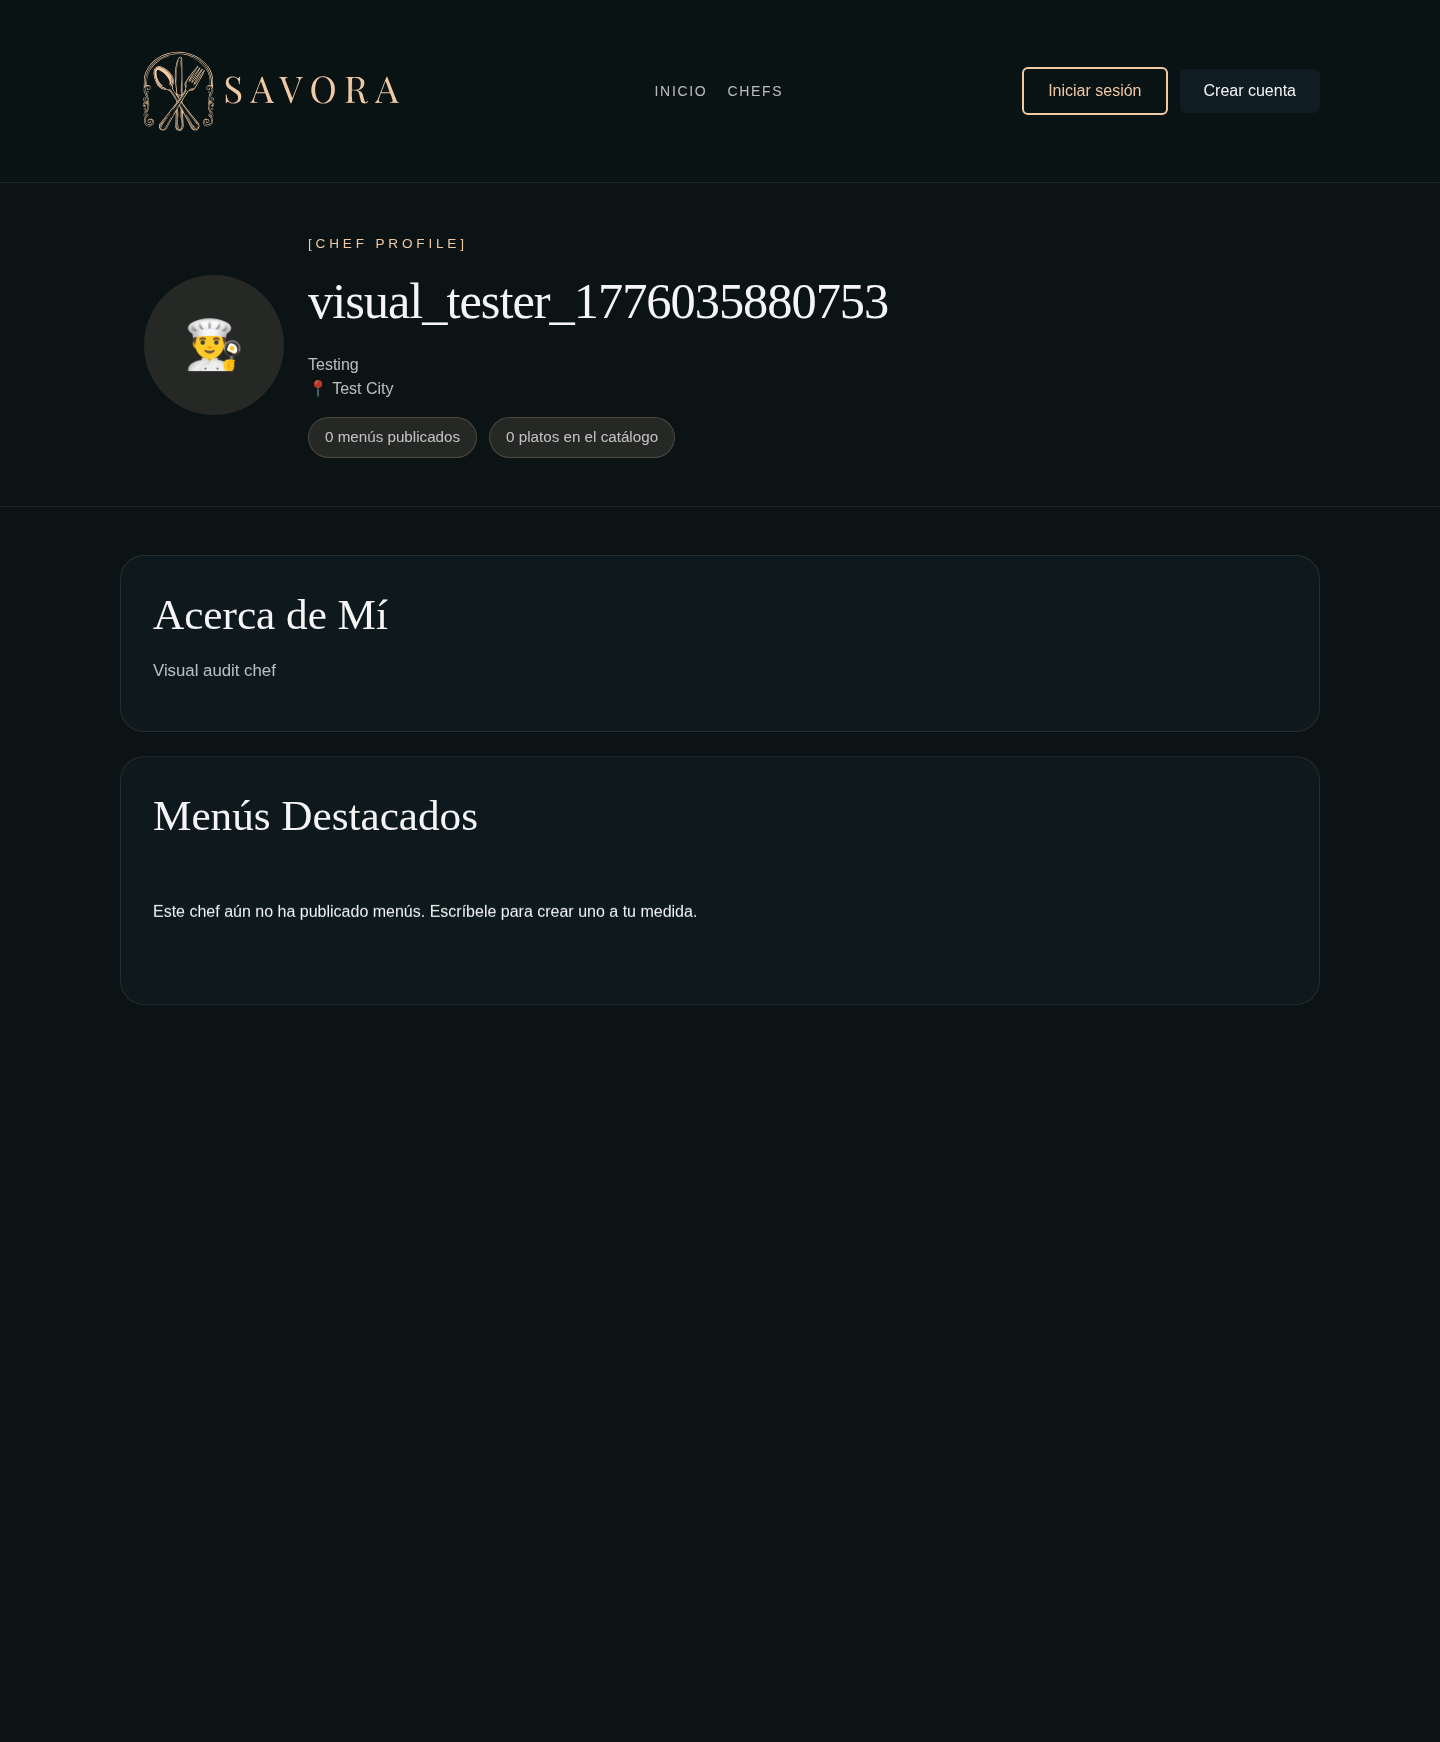 SAVORA
INICIO CHEFS
Iniciar sesión
Crear cuenta
[CHEF PROFILE]
visual_tester_1776035880753
Testing
📍 Test City
0 menús publicados
0 platos en el catálogo
Acerca de Mí
Visual audit chef
Menús Destacados
Este chef aún no ha publicado menús. Escríbele para crear uno a tu medida.